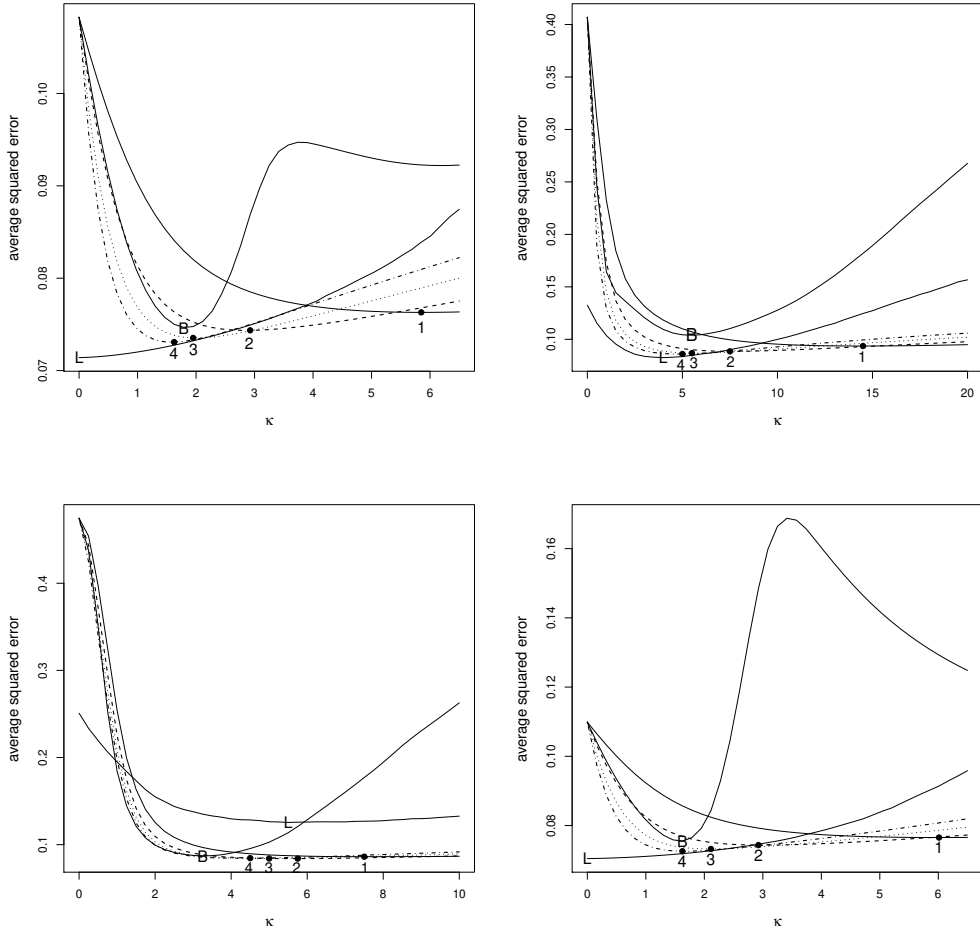 average squared error
0.07 0.08 0.09 0.10
0 1 2 3 4 5 6
κ
L 4 B 3 2 1
average squared error
0.10 0.15 0.20 0.25 0.30 0.35 0.40
0 5 10 15 20
κ
L 4 3 B 2 1
average squared error
0.1 0.2 0.3 0.4
0 2 4 6 8 10
κ
B 4 3 L 2 1
average squared error
0.08 0.10 0.12 0.14 0.16
0 1 2 3 4 5 6
κ
L 4 B 3 2 1